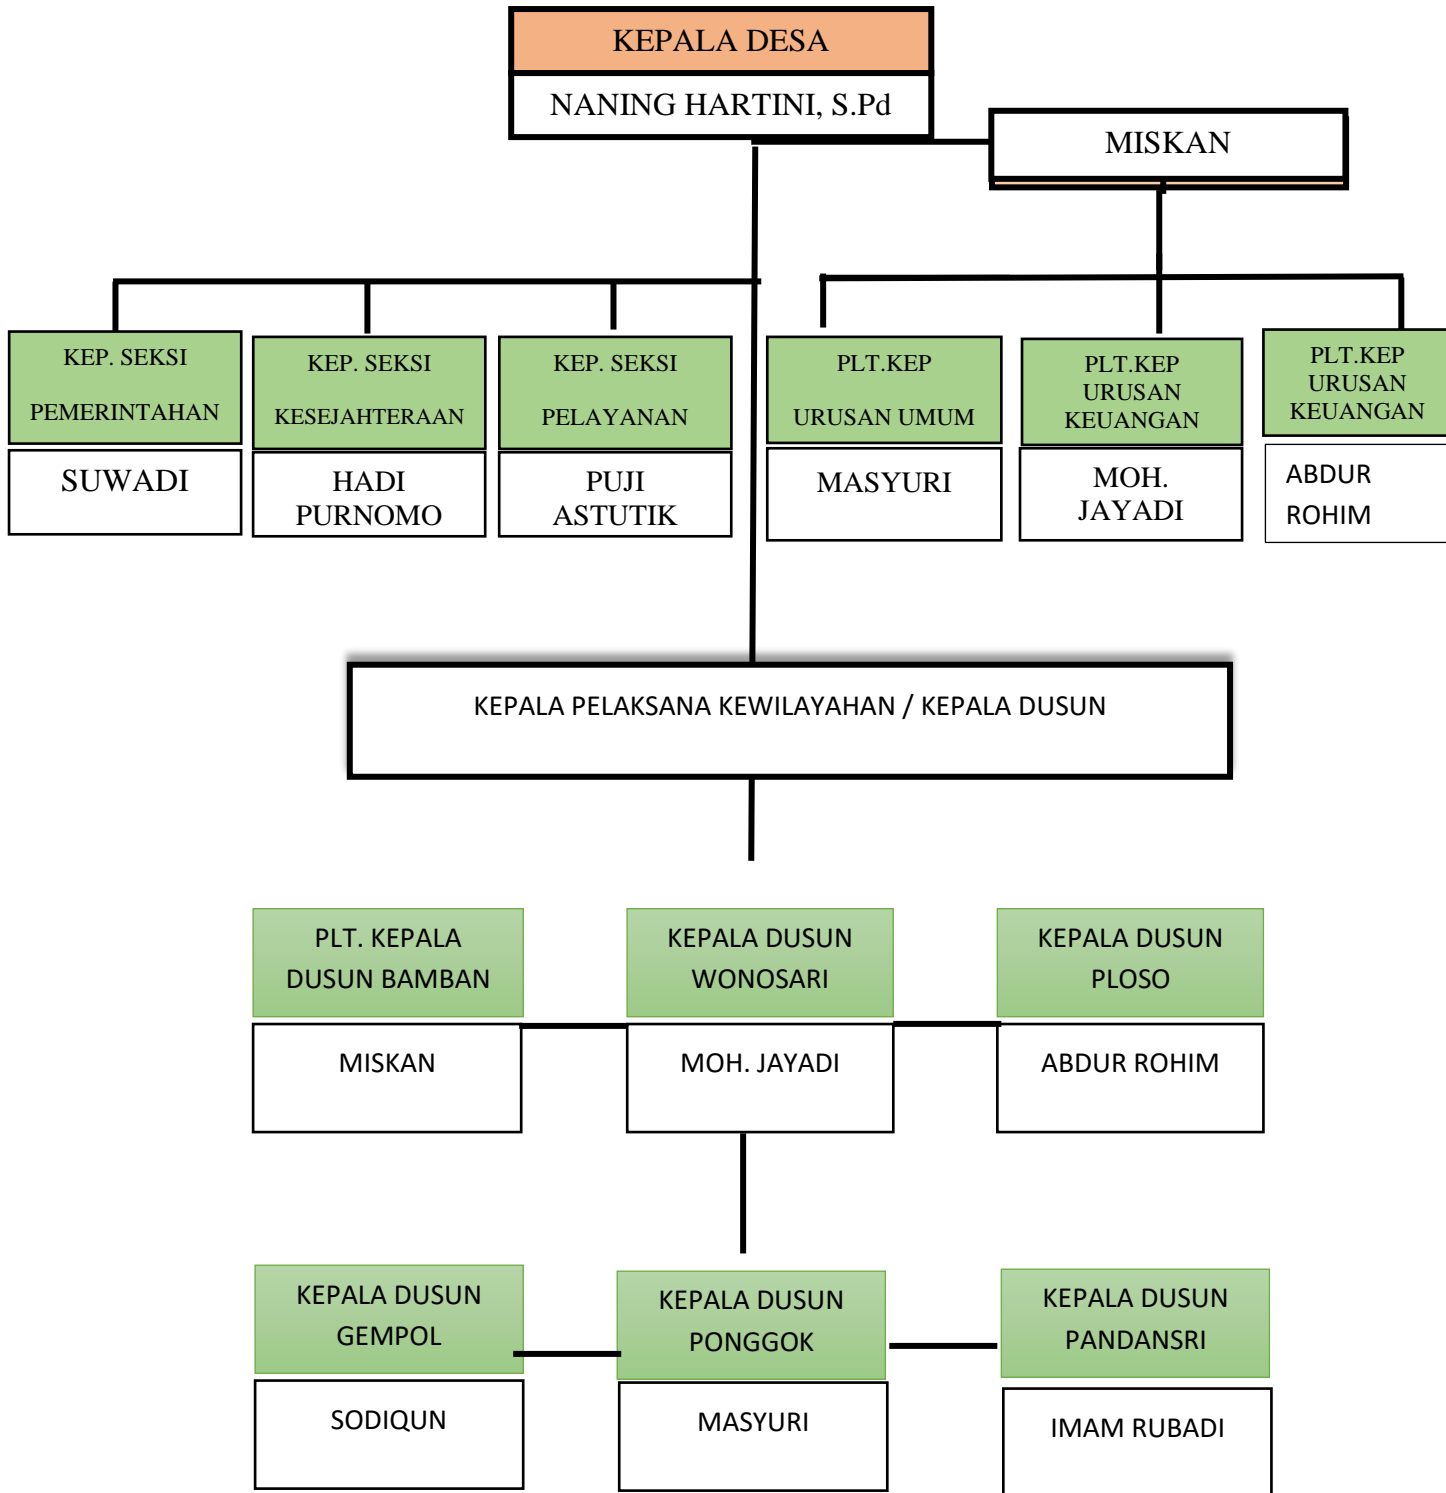 KEPALA DESA
NANING HARTINI, S.Pd
MISKAN
KEP. SEKSI
PEMERINTAHAN
SUWADI
KEP. SEKSI
KESEJAHTERAAN
HADI
PURNOMO
KEP. SEKSI
PELAYANAN
PUJI
ASTUTIK
PLT.KEP
URUSAN UMUM
MASYURI
PLT.KEP
URUSAN
KEUANGAN
MOH.
JAYADI
PLT.KEP
URUSAN
KEUANGAN
ABDUR
ROHIM
KEPALA PELAKSANA KEWILAYAHAN / KEPALA DUSUN
PLT. KEPALA
DUSUN BAMBAN
MISKAN
KEPALA DUSUN
WONOSARI
MOH. JAYADI
KEPALA DUSUN
PLOSO
ABDUR ROHIM
KEPALA DUSUN
GEMPOL
SODIQUN
KEPALA DUSUN
PONGGOK
MASYURI
KEPALA DUSUN
PANDANSRI
IMAM RUBADI